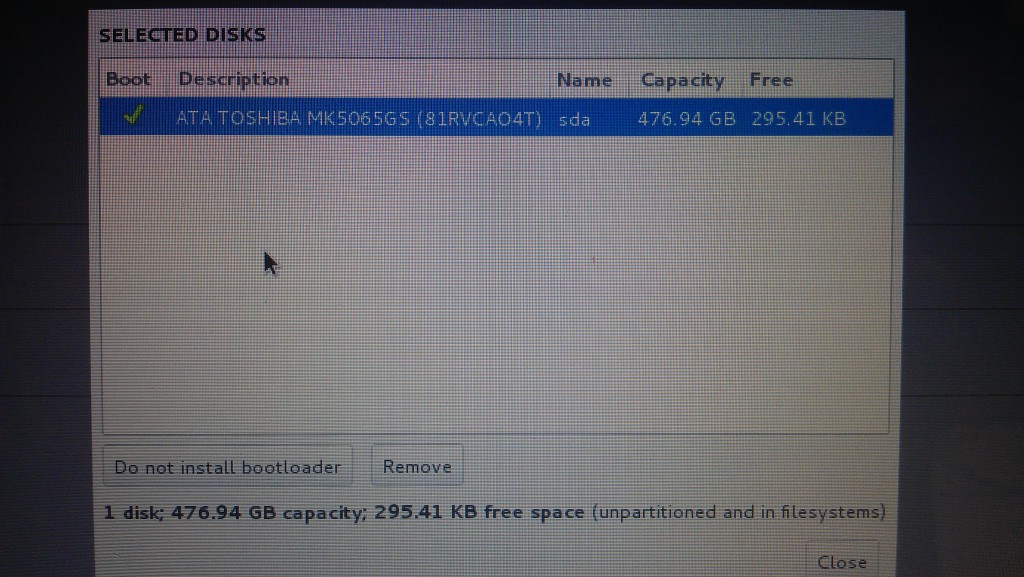 SELECTED DISKS
Boot Description Name Capacity Free
ATA TOSHIBA MK5065GS (81RVCAO4T) sda 476.94 GB 295.41 KB
Do not install bootloader Remove
1 disk; 476.94 GB capacity; 295.41 KB free space (unpartitioned and in filesystems)
Close